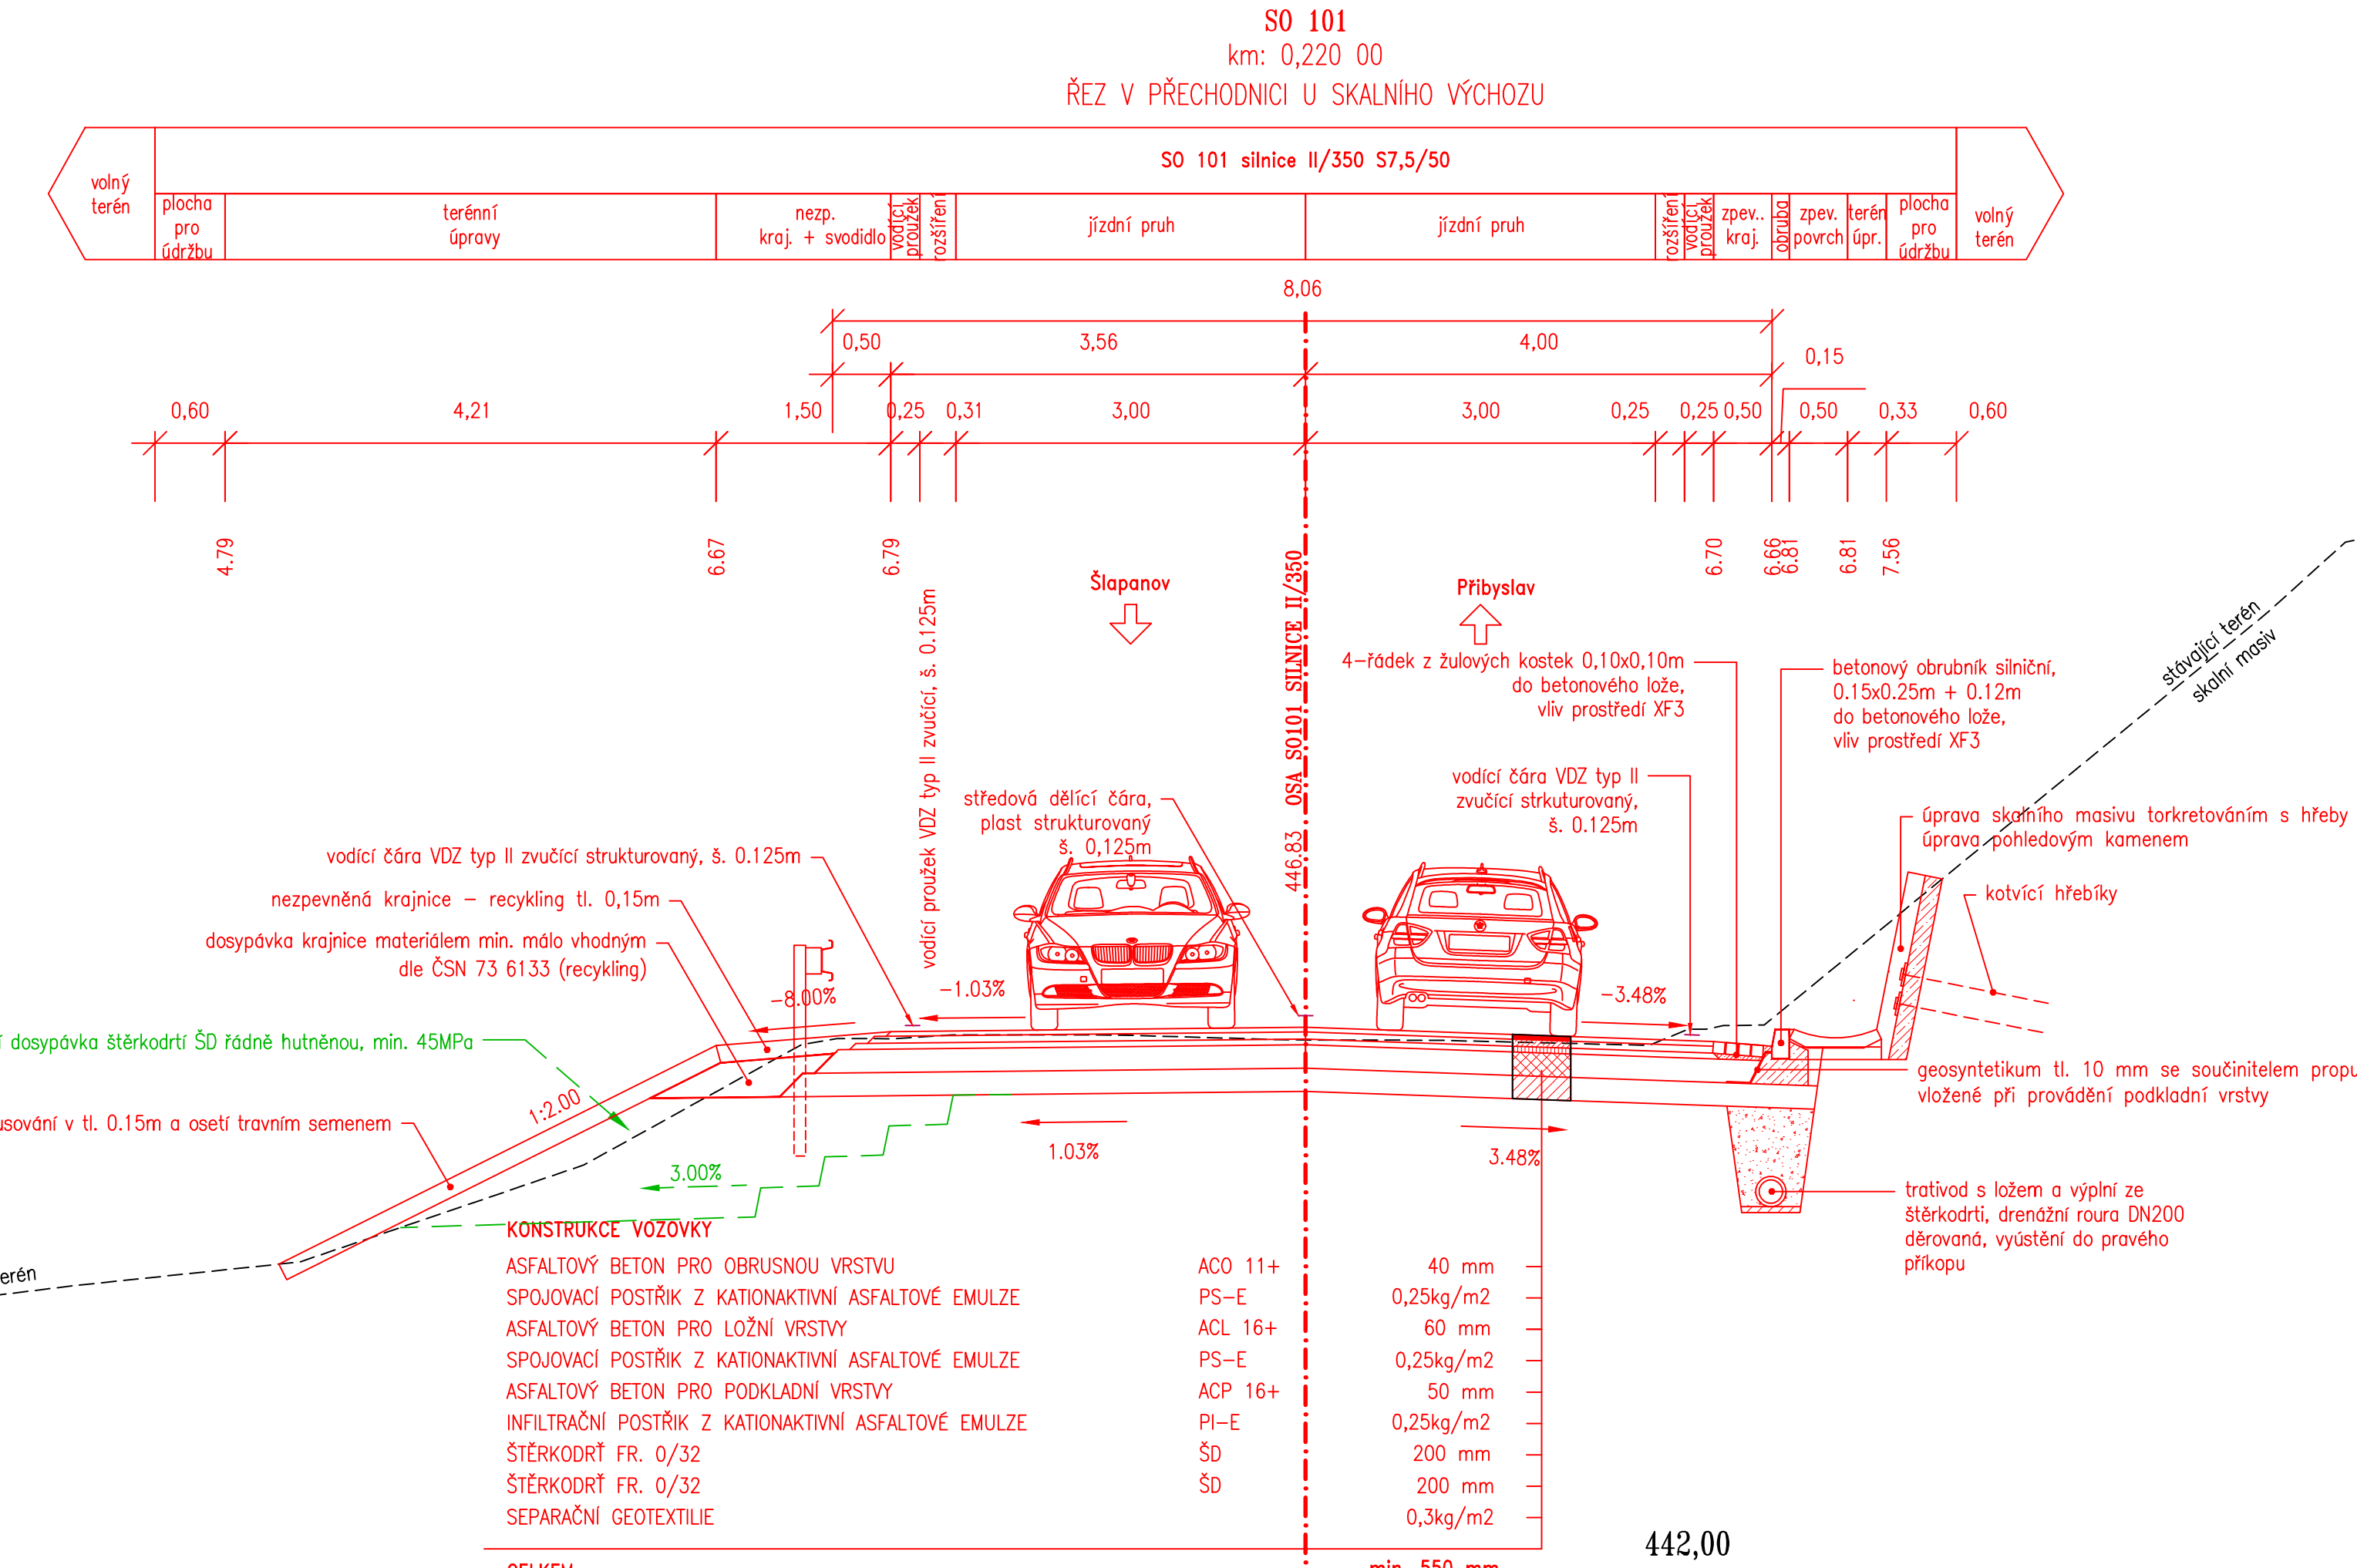 SO 101
km: 0,220 00
ŘEZ V PŘECHODNICI U SKALNÍHO VÝCHOZU
SO 101 silnice II/350 S7,5/50
volný
terén
plocha
pro
údržbu
terénní
úpravy
nezp.
kraj. + svodidlo
vodící
proužek
rozšíření
jízdní pruh
jízdní pruh
rozšíření
vodící
proužek
zpev..
kraj.
obruba
zpev.
povrch
terén
úpr.
plocha
pro
údržbu
volný
terén
8,06
0,50 3,56 4,00 0,15
0,60 4,21 1,50 0,25 0,31 3,00 3,00 0,25 0,25 0,50 0,50 0,33 0,60
4.79 6.67 6.79 6.70 6.66 6.81 6.81 7.56
Šlapanov
Přibyslav
446.83 OSA SO101 SILNICE II/350
vodící proužek VDZ typ II zvučící, š. 0.125m
4-řádek z žulových kostek 0,10x0,10m
do betonového lože,
vliv prostředí XF3
betonový obrubník silniční,
0.15x0.25m + 0.12m
do betonového lože,
vliv prostředí XF3
stávající terén
skalní masiv
středová dělící čára,
plast strukturovaný
š. 0,125m
vodící čára VDZ typ II
zvučící strkuturovaný,
š. 0.125m
úprava skalního masivu torkretováním s hřeby
úprava pohledovým kamenem
kotvící hřebíky
vodící čára VDZ typ II zvučící strukturovaný, š. 0.125m
nezpevněná krajnice - recykling tl. 0,15m
dosypávka krajnice materiálem min. málo vhodným
dle ČSN 73 6133 (recykling)
-8.00%
-1.03%
-3.48%
dosypávka štěrkodrtí ŠD řádně hutněnou, min. 45MPa
1:2.00
v tl. 0.15m a osetí travním semenem
3.00%
1.03%
3.48%
geosyntetikum tl. 10 mm se součinitelem
vložené při provádění podkladní vrstvy
trativod s ložem a výplní ze
štěrkodrti, drenážní roura DN200
děrovaná, vyústění do pravého
příkopu
KONSTRUKCE VOZOVKY
ASFALTOVÝ BETON PRO OBRUSNOU VRSTVU ACO 11+ 40 mm
SPOJOVACÍ POSTŘIK Z KATIONAKTIVNÍ ASFALTOVÉ EMULZE PS-E 0,25kg/m2
ASFALTOVÝ BETON PRO LOŽNÍ VRSTVY ACL 16+ 60 mm
SPOJOVACÍ POSTŘIK Z KATIONAKTIVNÍ ASFALTOVÉ EMULZE PS-E 0,25kg/m2
ASFALTOVÝ BETON PRO PODKLADNÍ VRSTVY ACP 16+ 50 mm
INFILTRAČNÍ POSTŘIK Z KATIONAKTIVNÍ ASFALTOVÉ EMULZE PI-E 0,25kg/m2
ŠTĚRKODRŤ FR. 0/32 ŠD 200 mm
ŠTĚRKODRŤ FR. 0/32 ŠD 200 mm
SEPARAČNÍ GEOTEXTILIE 0,3kg/m2
CELKEM min. 550 mm
442,00